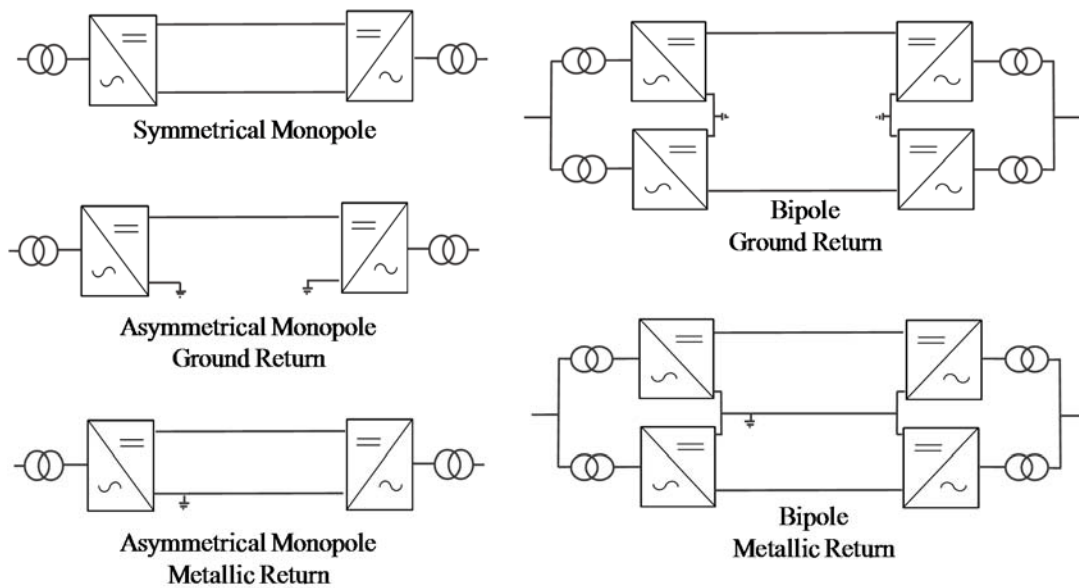 Symmetrical Monopole
Asymmetrical Monopole
Ground Return
Asymmetrical Monopole
Metallic Return
Bipole
Ground Return
Bipole
Metallic Return